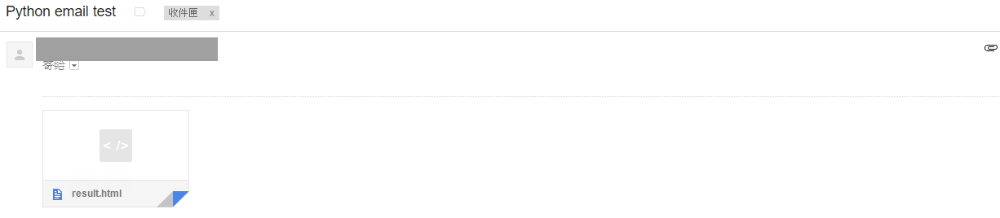 Python email test
收件匣 x
寄給
< />
result.html